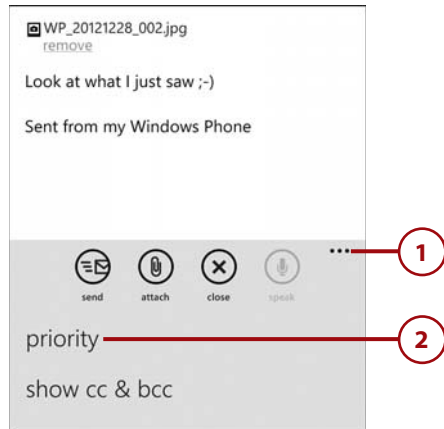 WP_20121228_002.jpg
remove
Look at what I just saw ;-)
Sent from my Windows Phone
1
send attach close speak
priority
2
show cc & bcc